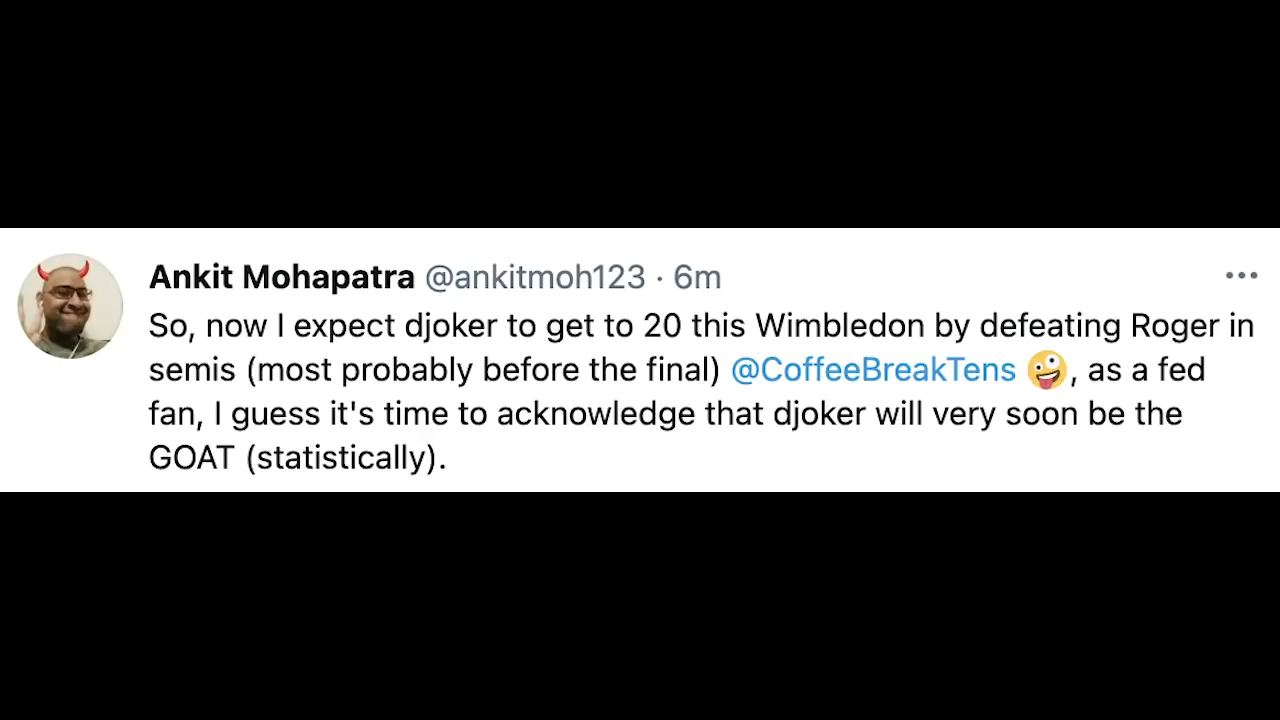 Ankit Mohapatra @ankitmoh123 · 6m
So, now I expect djoker to get to 20 this Wimbledon by defeating Roger in
semis (most probably before the final) @CoffeeBreakTens 🤪, as a fed
fan, I guess it's time to acknowledge that djoker will very soon be the
GOAT (statistically).